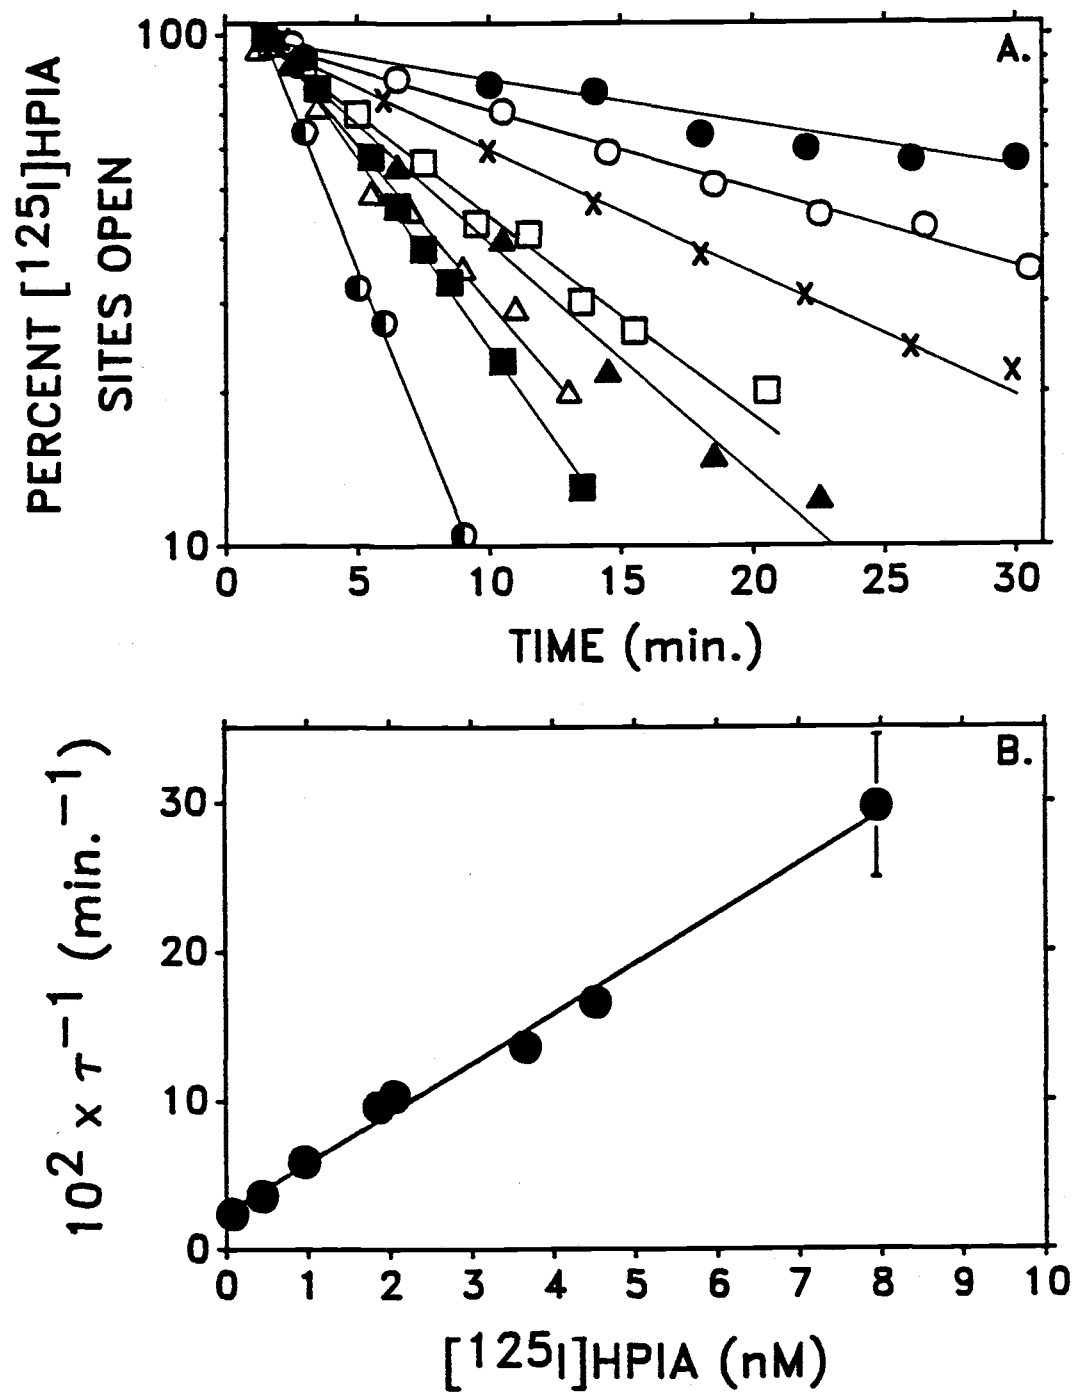 A.
PERCENT [125I]HPIA
SITES OPEN
100
10
0 5 10 15 20 25 30
TIME (min.)
B.
10² x τ⁻¹ (min.⁻¹)
30
20
10
0
0 1 2 3 4 5 6 7 8 9 10
[¹²⁵I]HPIA (nM)